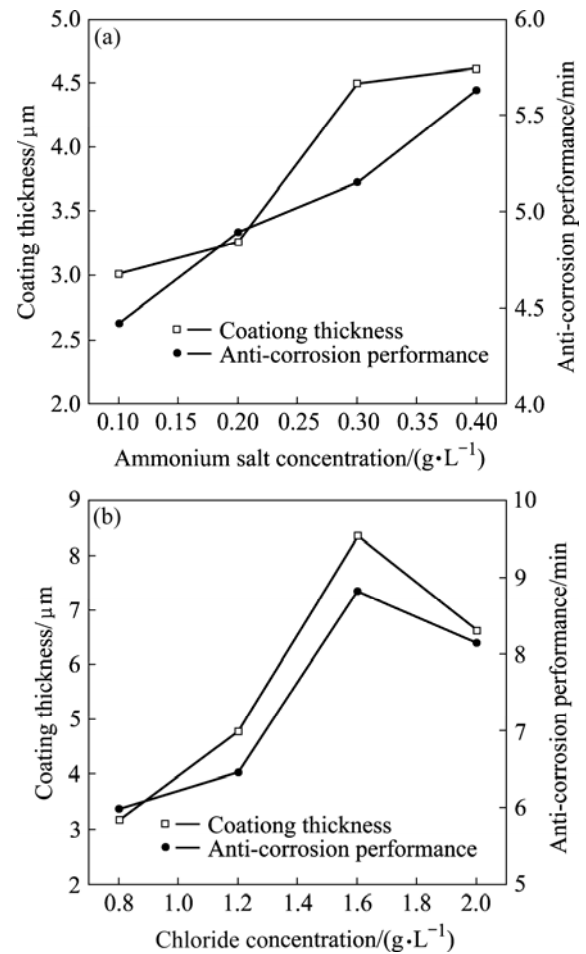 (a)
5.0
4.5
4.0
3.5
3.0
2.5
2.0
Coating thickness/μm
6.0
5.5
5.0
4.5
4.0
Anti-corrosion performance/min
Coationg thickness
Anti-corrosion performance
0.10 0.15 0.20 0.25 0.30 0.35 0.40
Ammonium salt concentration/(g·L⁻¹)
(b)
9
8
7
6
5
4
3
2
Coating thickness/μm
10
9
8
7
6
5
Anti-corrosion performance/min
Coationg thickness
Anti-corrosion performance
0.8 1.0 1.2 1.4 1.6 1.8 2.0
Chloride concentration/(g·L⁻¹)